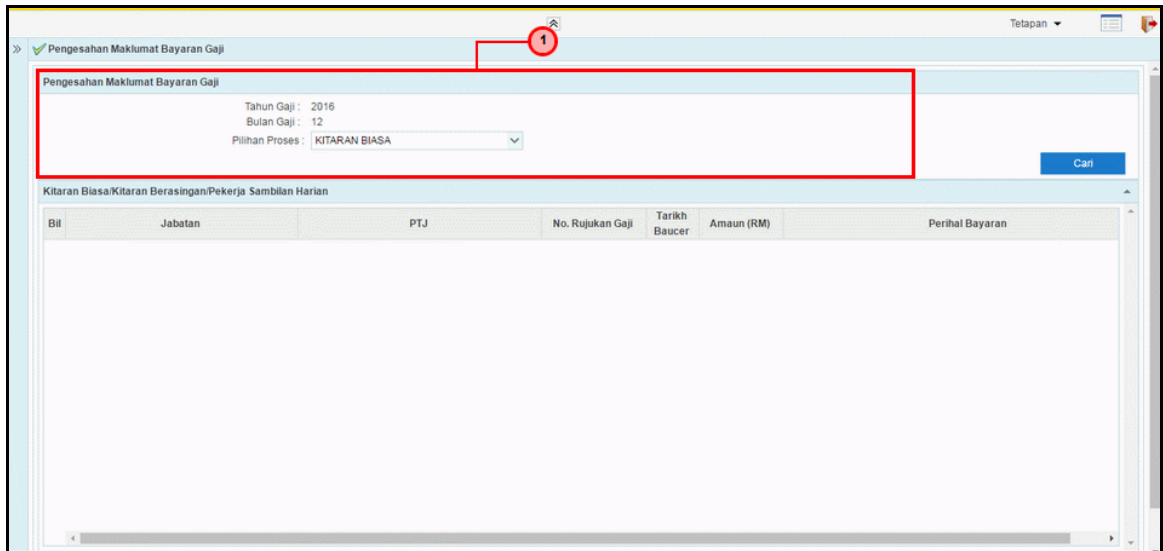 Tetapan
1
Pengesahan Maklumat Bayaran Gaji
Pengesahan Maklumat Bayaran Gaji
Tahun Gaji : 2016
Bulan Gaji : 12
Pilihan Proses : KITARAN BIASA
Cari
Kitaran Biasa/Kitaran Berasingan/Pekerja Sambilan Harian
Bil Jabatan PTJ No. Rujukan Gaji Tarikh Baucer Amaun (RM) Perihal Bayaran